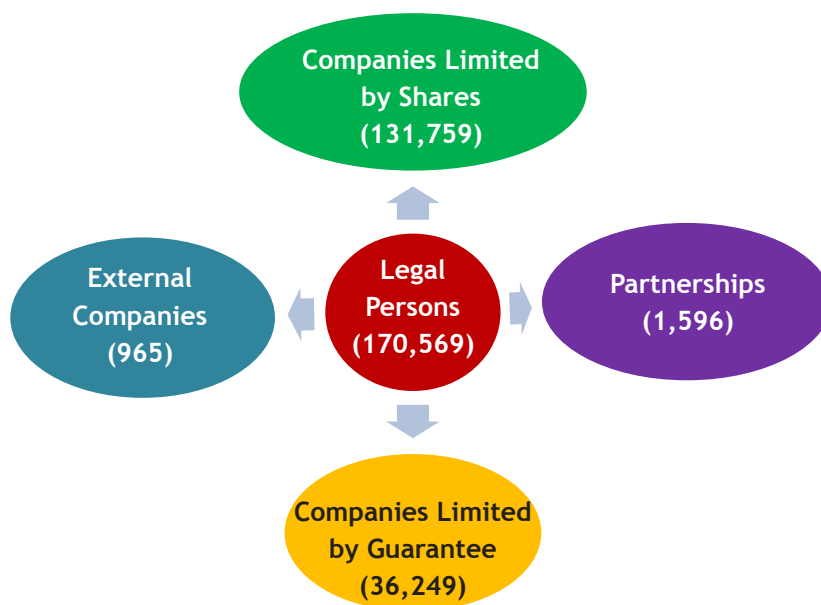 Companies Limited
by Shares
(131,759)
External
Companies
(965)
Legal
Persons
(170,569)
Partnerships
(1,596)
Companies Limited
by Guarantee
(36,249)